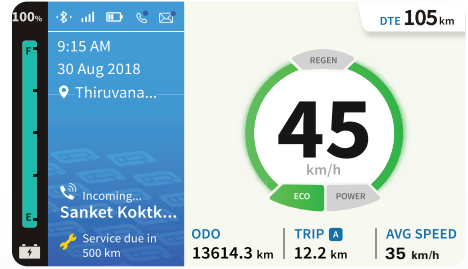 100%
F
E
9:15 AM
30 Aug 2018
Thiruvana...
Incoming...
Sanket Koktk...
Service due in
500 km
DTE 105 km
REGEN
45
km/h
ECO
POWER
ODO
13614.3 km
TRIP A
12.2 km
AVG SPEED
35 km/h